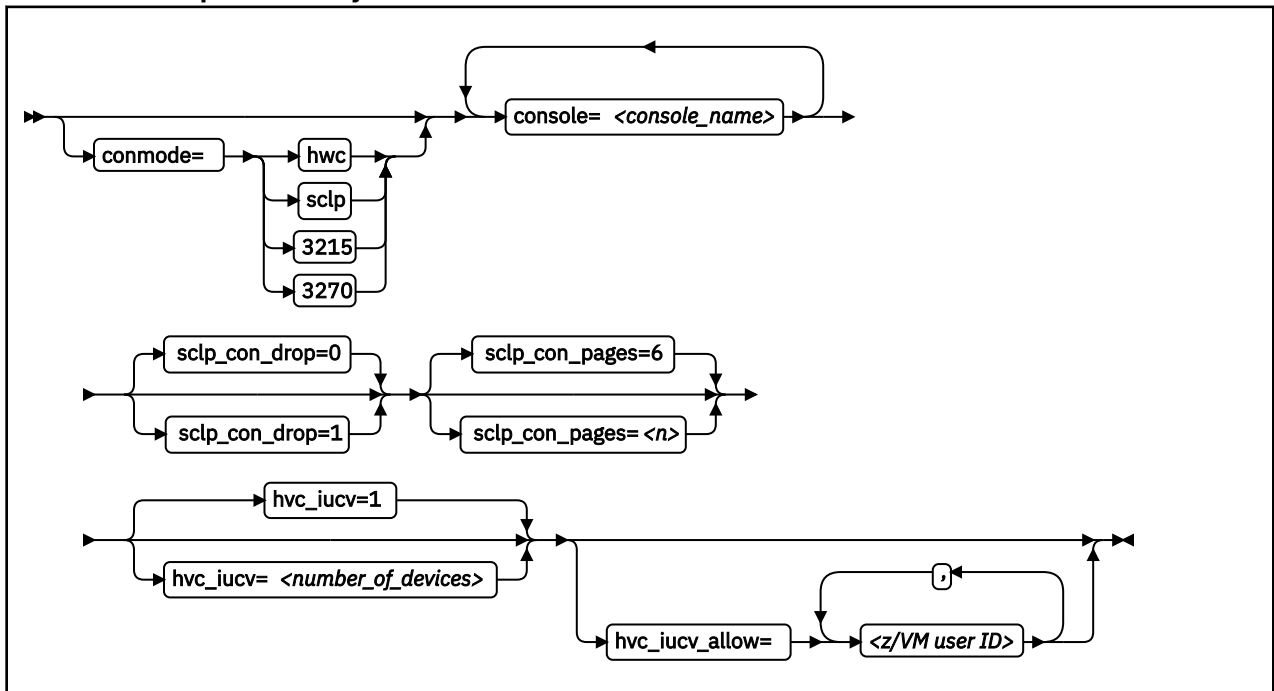 console= <console_name>
conmode=
hwc
sclp
3215
3270
sclp_con_drop=0
sclp_con_pages=6
sclp_con_drop=1
sclp_con_pages= <n>
hvc_iucv=1
hvc_iucv= <number_of_devices>
,
hvc_iucv_allow=
<z/VM user ID>